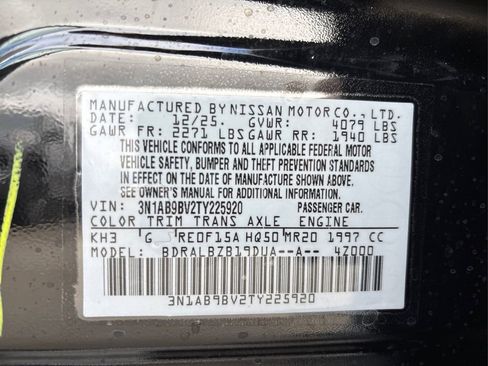 MANUFACTURED BY NISSAN MOTOR CO., LTD.
DATE: 12/25. GVWR: 4079 LBS
GAWR FR: 2271 LBS GAWR RR: 1940 LBS
THIS VEHICLE CONFORMS TO ALL APPLICABLE FEDERAL MOTOR
VEHICLE SAFETY, BUMPER AND THEFT PREVENTION STANDARDS
IN EFFECT ON THE DATE OF MANUFACTURE SHOWN ABOVE.
SEE OWNER'S MANUAL FOR ADDITIONAL INFORMATION.
VIN: 3N1AB9BV2TY225920 PASSENGER CAR.
COLOR TRIM TRANS AXLE ENGINE
KH3 G RE0F15A HQ50 MR20 1997 CC
MODEL: BDRALBZB19DUA--A-- 4Z000
3N1AB9BV2TY225920